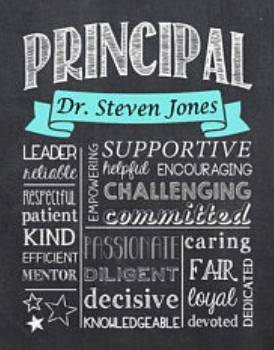 PRINCIPAL
Dr. Steven Jones
LEADER
reliable
RESPECTFUL
patient
KIND
EFFICIENT
MENTOR
EMPOWERING
SUPPORTIVE
helpful ENCOURAGING
CHALLENGING
committed
PASSIONATE
DILIGENT
decisive
KNOWLEDGEABLE
caring
FAIR
loyal
devoted
DEDICATED